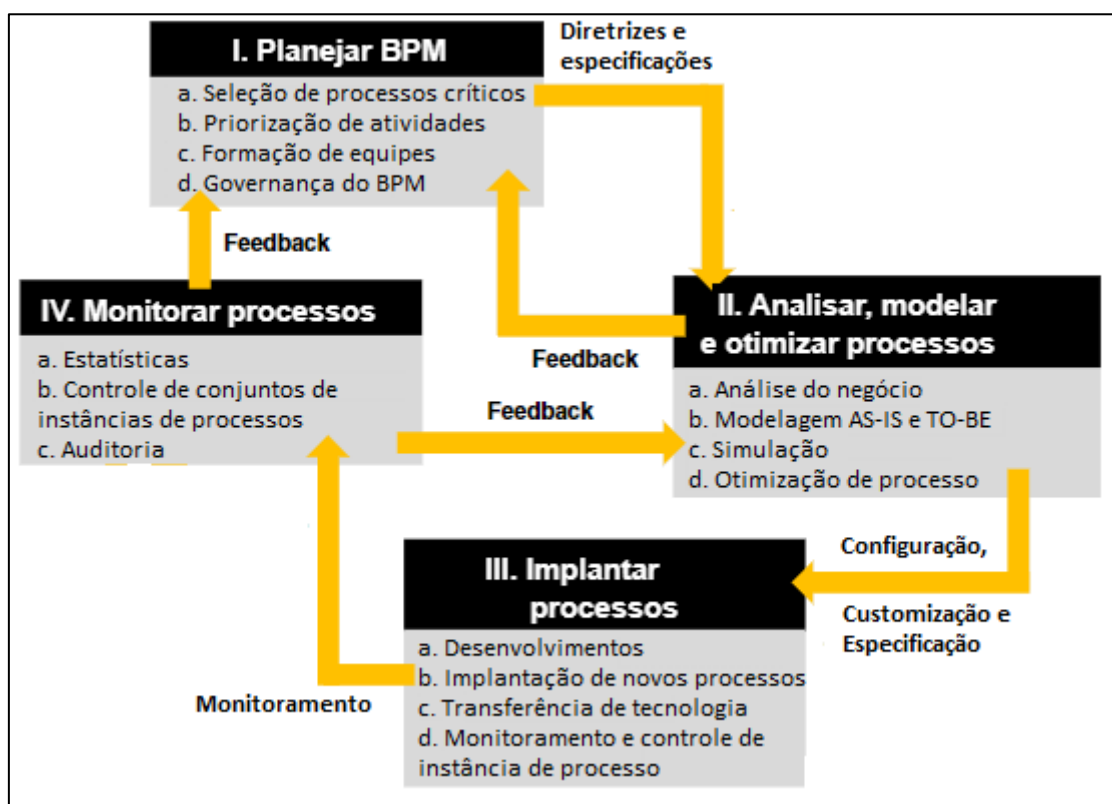 I. Planejar BPM
a. Seleção de processos críticos
b. Priorização de atividades
c. Formação de equipes
d. Governança do BPM
Diretrizes e
especificações
Feedback
IV. Monitorar processos
a. Estatísticas
b. Controle de conjuntos de
instâncias de processos
c. Auditoria
Feedback
Feedback
II. Analisar, modelar
e otimizar processos
a. Análise do negócio
b. Modelagem AS-IS e TO-BE
c. Simulação
d. Otimização de processo
Configuração,
Customização e
Especificação
III. Implantar
processos
a. Desenvolvimentos
b. Implantação de novos processos
c. Transferência de tecnologia
d. Monitoramento e controle de
instância de processo
Monitoramento